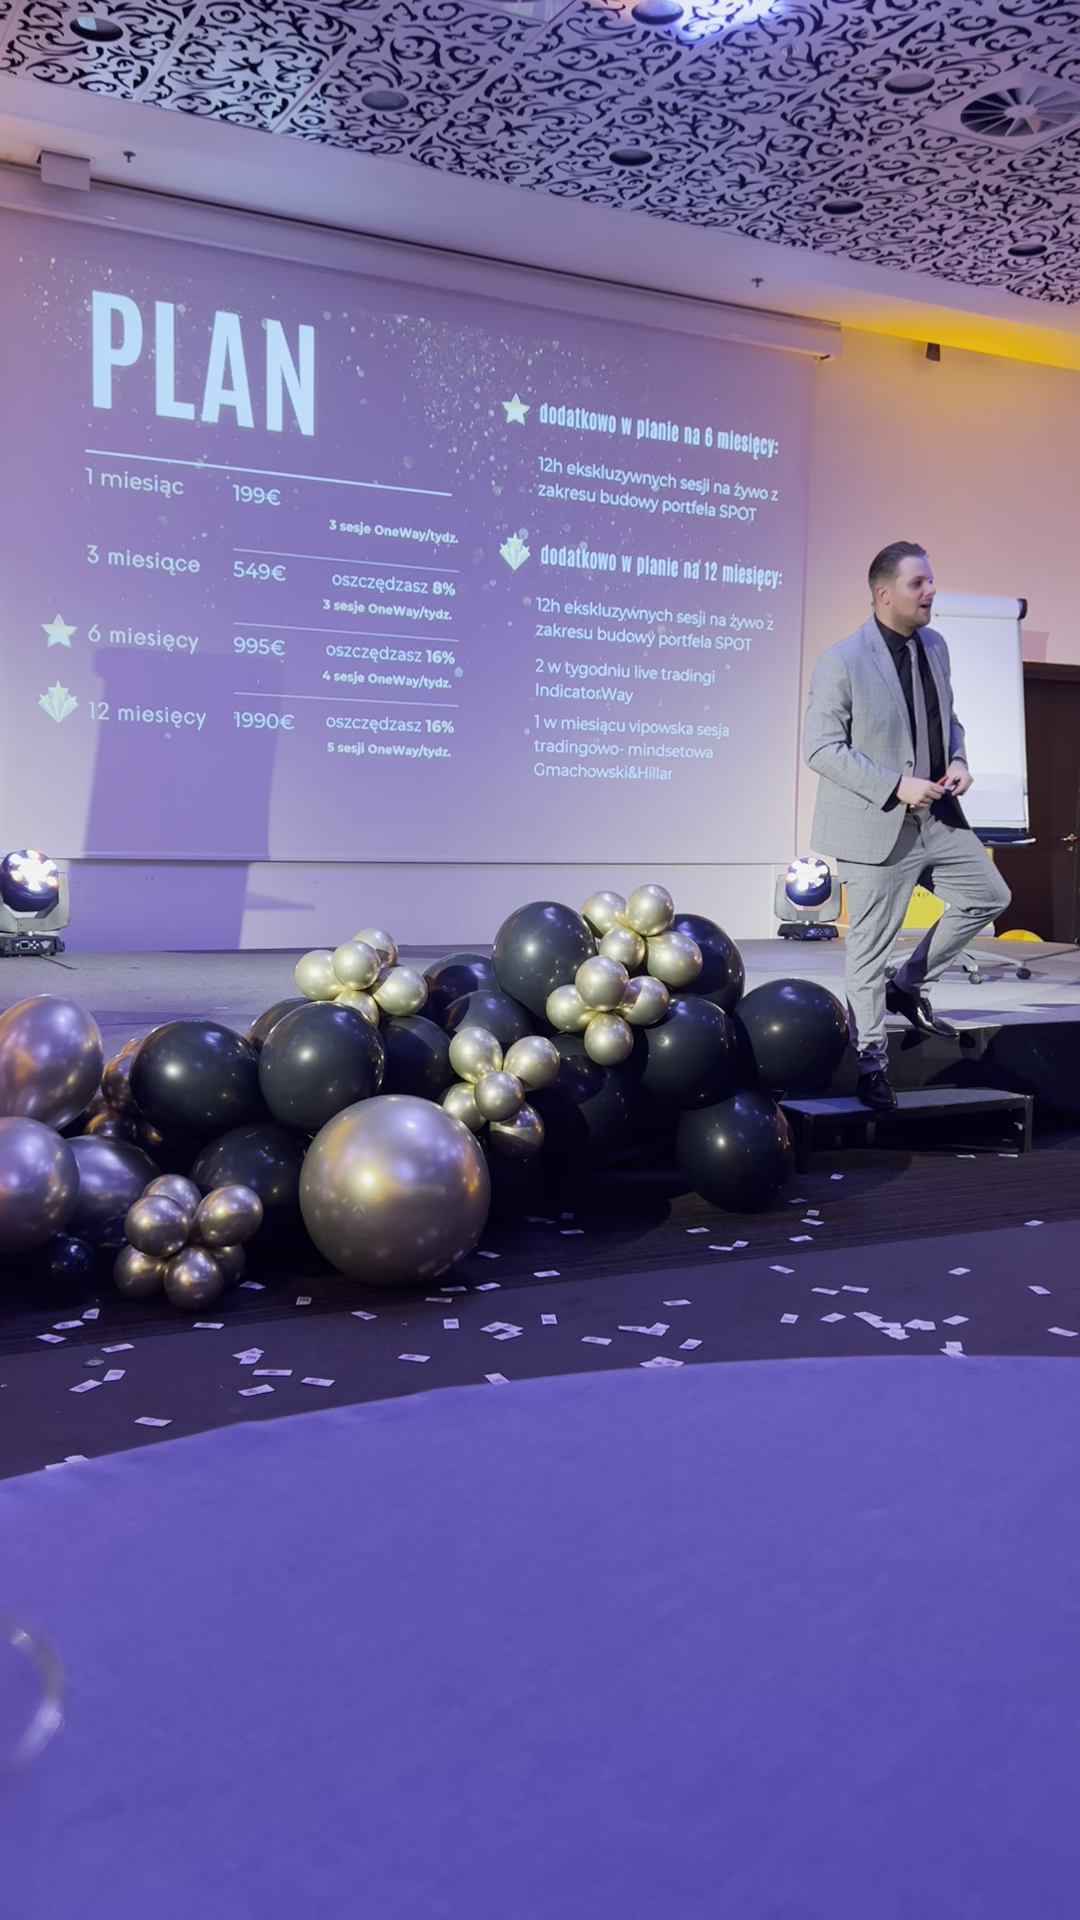 PLAN
1 miesiąc 199€
3 sesje OneWay/tydz.
3 miesiące 549€ oszczędzasz 8%
3 sesje OneWay/tydz.
6 miesięcy 995€ oszczędzasz 16%
4 sesje OneWay/tydz.
12 miesięcy 1990€ oszczędzasz 16%
5 sesji OneWay/tydz.
dodatkowo w planie na 6 miesięcy:
12h ekskluzywnych sesji na żywo z
zakresu budowy portfela SPOT
dodatkowo w planie na 12 miesięcy:
12h ekskluzywnych sesji na żywo z
zakresu budowy portfela SPOT
2 w tygodniu live tradingi
IndicatorWay
1 w miesiącu vipowska sesja
tradingowo- mindsetowa
Gmachowski&Hillar